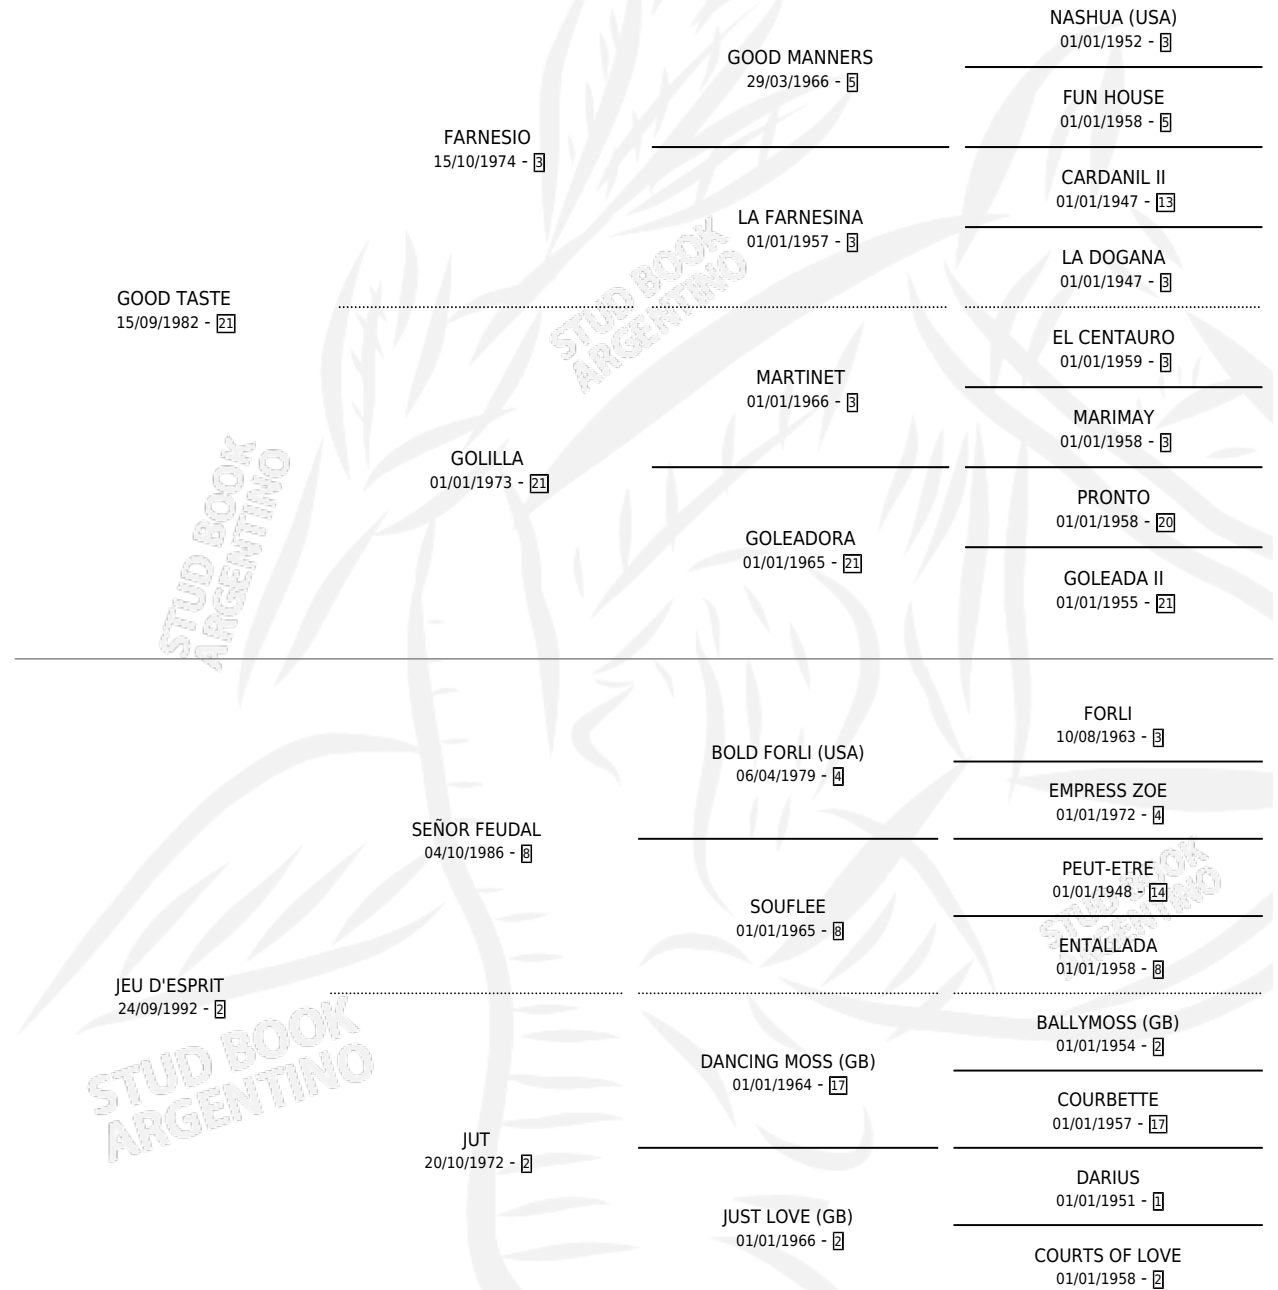 NASHUA (USA)
01/01/1952 - 3
GOOD MANNERS
29/03/1966 - 5
FUN HOUSE
01/01/1958 - 5
FARNESIO
15/10/1974 - 3
CARDANIL II
01/01/1947 - 13
LA FARNESINA
01/01/1957 - 3
LA DOGANA
01/01/1947 - 3
GOOD TASTE
15/09/1982 - 21
STUD BOOK
ARGENTINO
EL CENTAURO
01/01/1959 - 3
MARTINET
01/01/1966 - 3
MARIMAY
01/01/1958 - 3
GOLILLA
01/01/1973 - 21
PRONTO
01/01/1958 - 20
GOLEADORA
01/01/1965 - 21
GOLEADA II
01/01/1955 - 21
STUD BOOK
ARGENTINO
FORLI
10/08/1963 - 3
BOLD FORLI (USA)
06/04/1979 - 4
EMPRESS ZOE
01/01/1972 - 4
SEÑOR FEUDAL
04/10/1986 - 8
PEUT-ETRE
01/01/1948 - 14
SOUFLEE
01/01/1965 - 8
STUD BOOK
ARGENTINO
ENTALLADA
01/01/1958 - 8
JEU D'ESPRIT
24/09/1992 - 2
STUD BOOK
ARGENTINO
BALLYMOSS (GB)
01/01/1954 - 2
DANCING MOSS (GB)
01/01/1964 - 17
COURBETTE
01/01/1957 - 17
JUT
20/10/1972 - 2
DARIUS
01/01/1951 - 1
JUST LOVE (GB)
01/01/1966 - 2
COURTS OF LOVE
01/01/1958 - 2